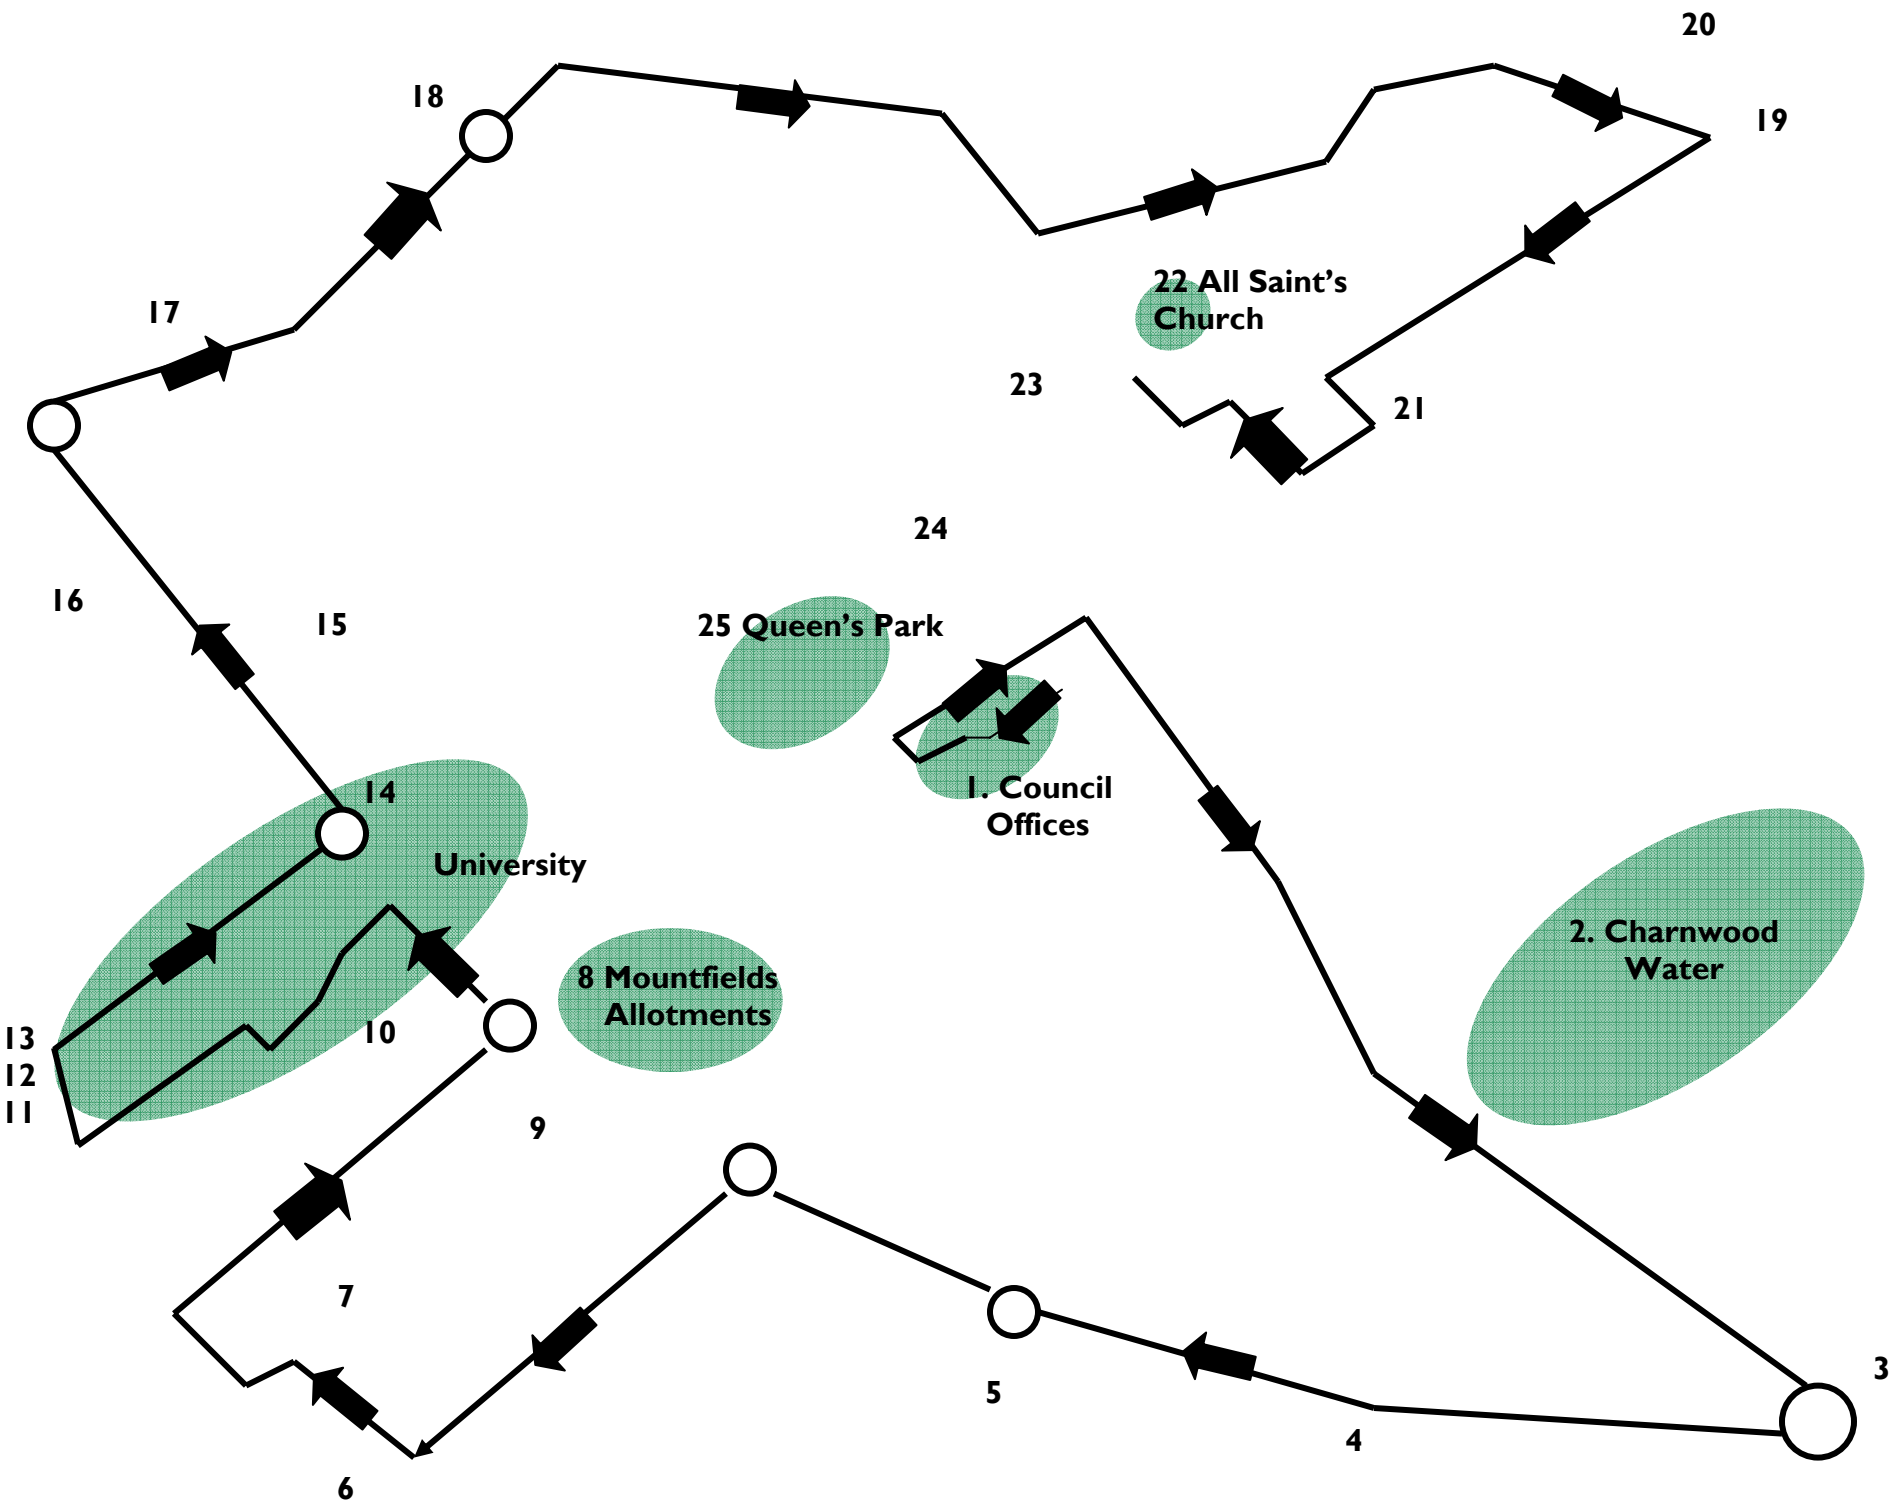 20
18
19
22 All Saint's
Church
17
23
21
24
16
15
25 Queen's Park
14
1. Council
Offices
University
2. Charnwood
Water
8 Mountfields
Allotments
13
10
12
11
9
7
3
5
4
6